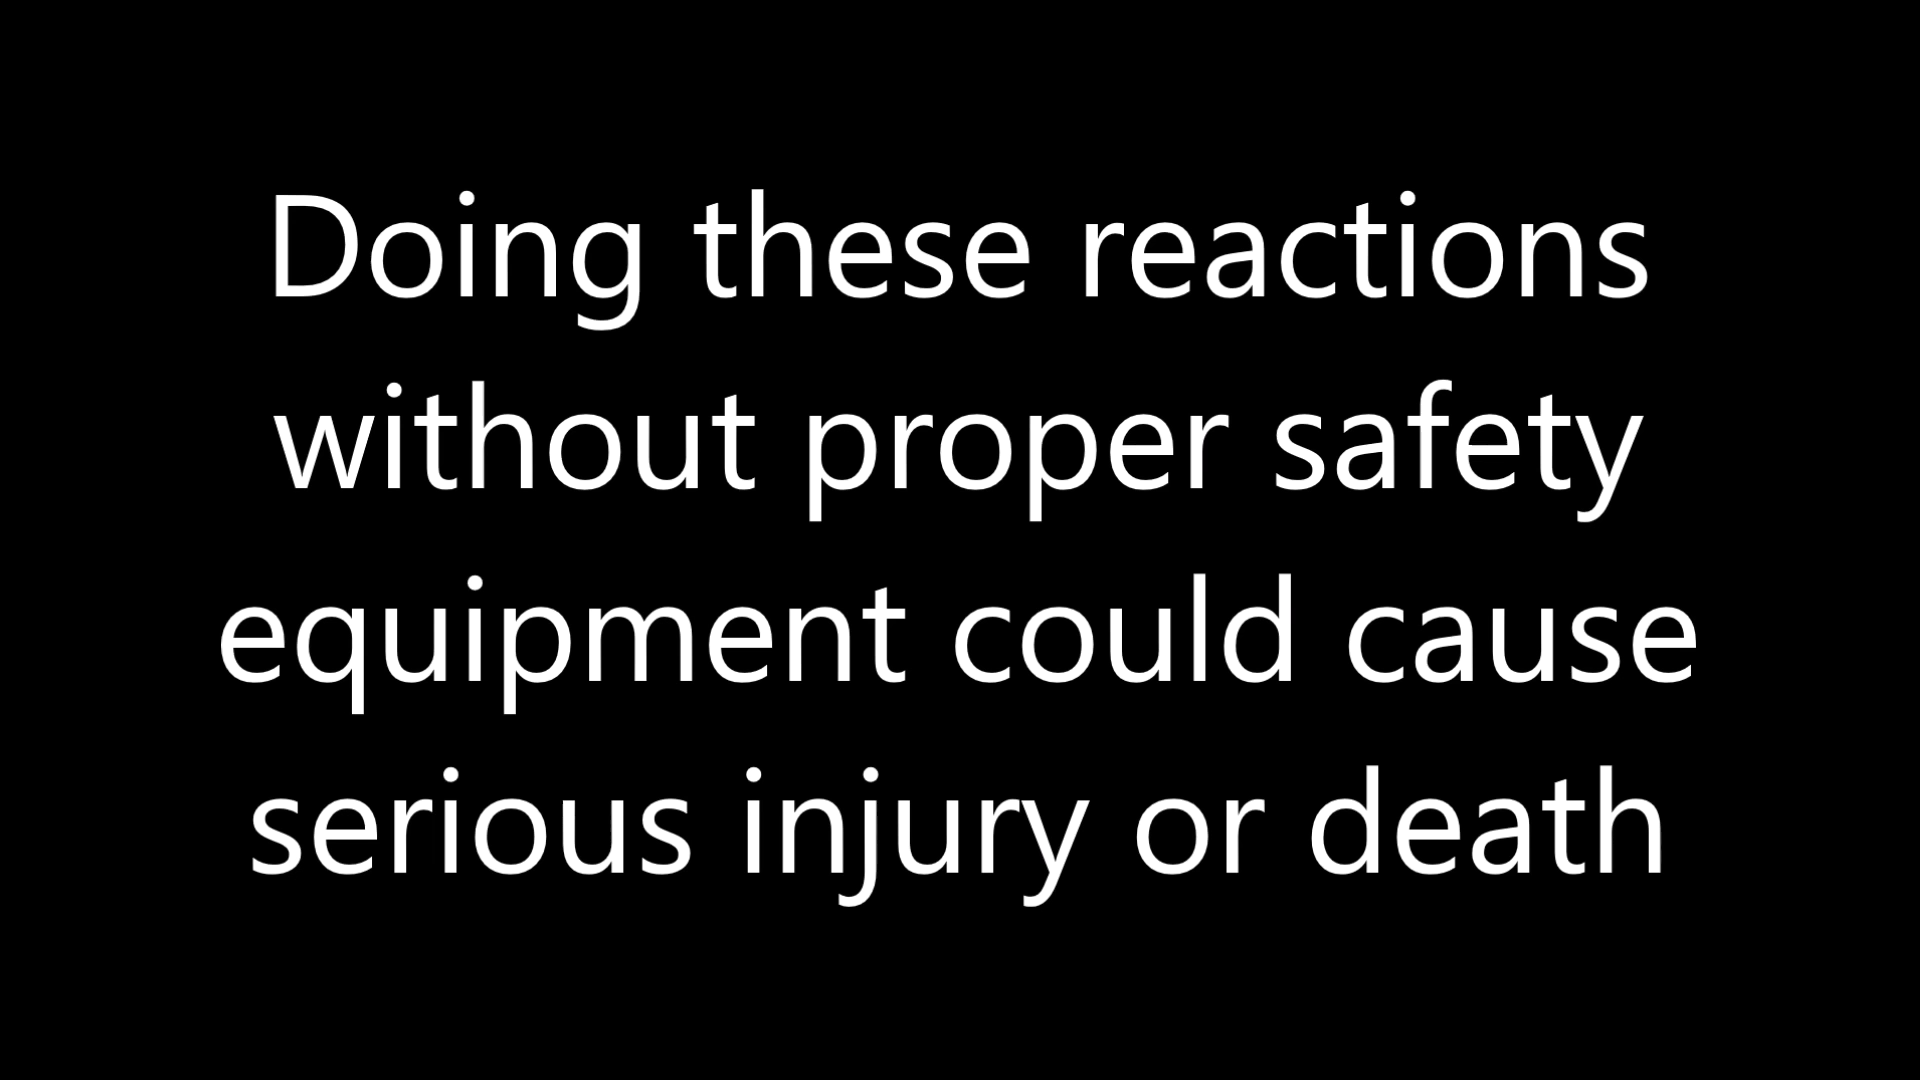 Doing these reactions
without proper safety
equipment could cause
serious injury or death